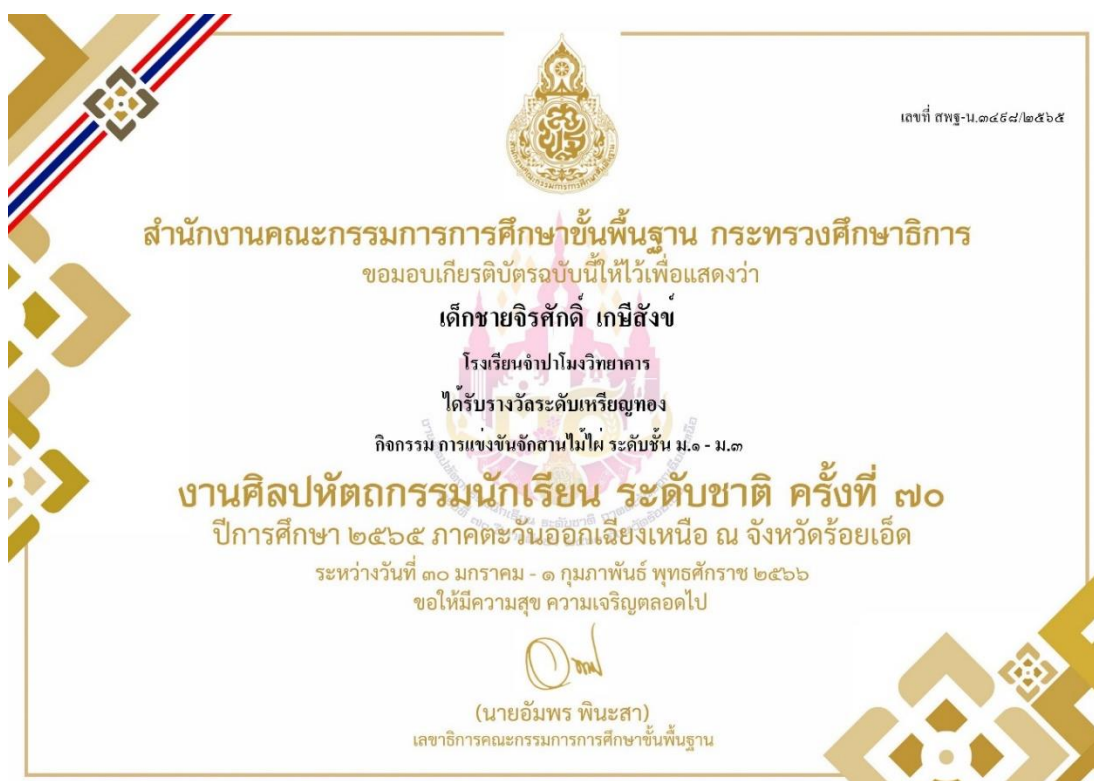 เลขที่ สพฐ-น.๓๔๕๘/๒๕๖๕
สำนักงานคณะกรรมการการศึกษาขั้นพื้นฐาน กระทรวงศึกษาธิการ
ขอมอบเกียรติบัตรฉบับนี้ให้ไว้เพื่อแสดงว่า
เด็กชายจิรศักดิ์ เกษีสังข์
โรงเรียนจำปาโมงวิทยาคาร
ได้รับรางวัลระดับเหรียญทอง
กิจกรรม การแข่งขันจักสานไม้ไผ่ ระดับชั้น ม.๑ - ม.๓
งานศิลปหัตถกรรมนักเรียน ระดับชาติ ครั้งที่ ๗๐
ปีการศึกษา ๒๕๖๕ ภาคตะวันออกเฉียงเหนือ ณ จังหวัดร้อยเอ็ด
ระหว่างวันที่ ๓๐ มกราคม - ๑ กุมภาพันธ์ พุทธศักราช ๒๕๖๖
ขอให้มีความสุข ความเจริญตลอดไป
(นายอัมพร พินะสา)
เลขาธิการคณะกรรมการการศึกษาขั้นพื้นฐาน